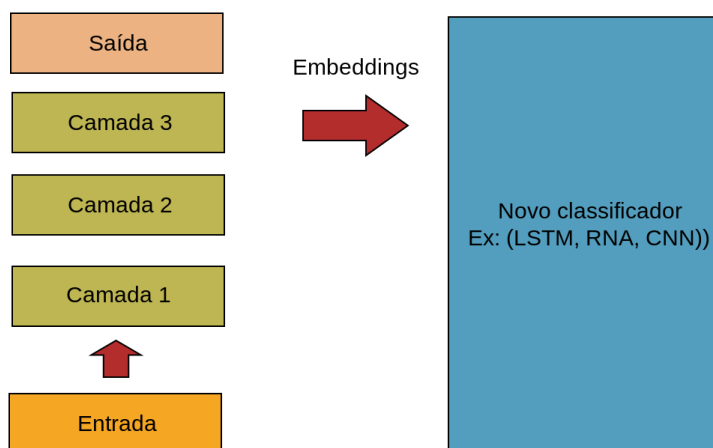 Saída
Camada 3
Camada 2
Camada 1
Entrada
Embeddings
Novo classificador
Ex: (LSTM, RNA, CNN))